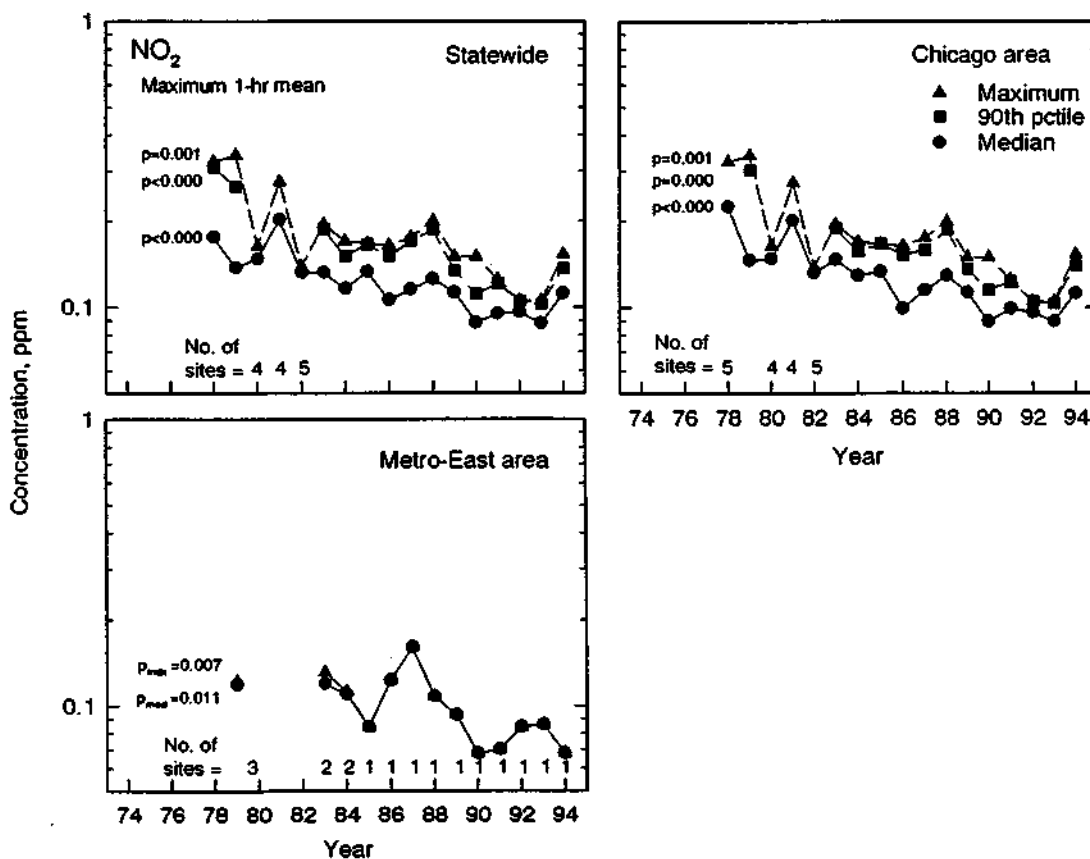 1
NO2
Statewide
Maximum 1-hr mean
p=0.001
p<0.000
p<0.000
0.1
No. of
sites = 4 4 5
Chicago area
Maximum
90th pctile
Median
p=0.001
p=0.000
p<0.000
No. of
sites = 5 4 4 5
74 76 78 80 82 84 86 88 90 92 94
Year
Concentration, ppm
1
Metro-East area
pmax =0.007
pmed =0.011
0.1
No. of
sites = 3 2 2 1 1 1 1 1 1 1 1 1 1
74 76 78 80 82 84 86 88 90 92 94
Year